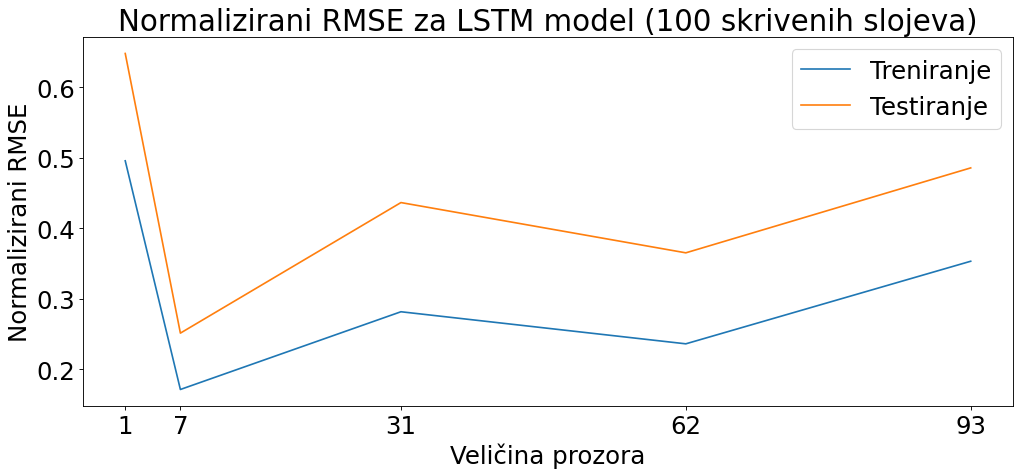 Normalizirani RMSE za LSTM model (100 skrivenih slojeva)
Treniranje
Testiranje
Normalizirani RMSE
0.6
0.5
0.4
0.3
0.2
1 7 31 62 93
Veličina prozora